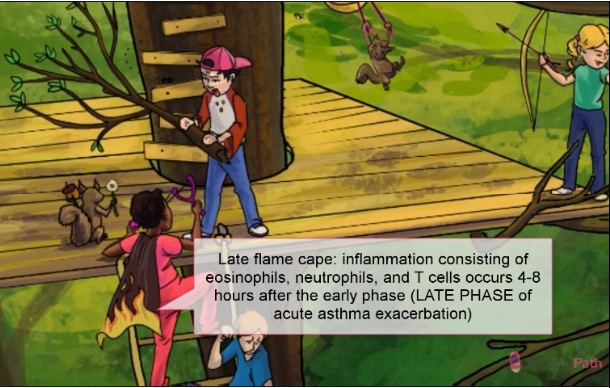 Late flame cape: inflammation consisting of
eosinophils, neutrophils, and T cells occurs 4-8
hours after the early phase (LATE PHASE of
acute asthma exacerbation)
Path